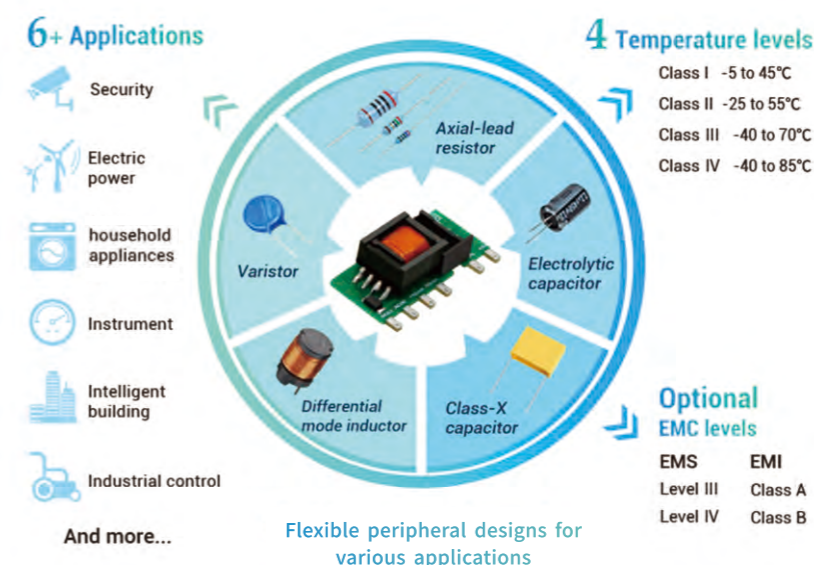 6+ Applications
Security
Electric
power
household
appliances
Instrument
Intelligent
building
Industrial control
And more...
Axial-lead
resistor
Varistor
Electrolytic
capacitor
Differential
mode inductor
Class-X
capacitor
Flexible peripheral designs for
various applications
4 Temperature levels
Class I -5 to 45℃
Class II -25 to 55℃
Class III -40 to 70℃
Class IV -40 to 85℃
Optional
EMC levels
EMS EMI
Level III Class A
Level IV Class B